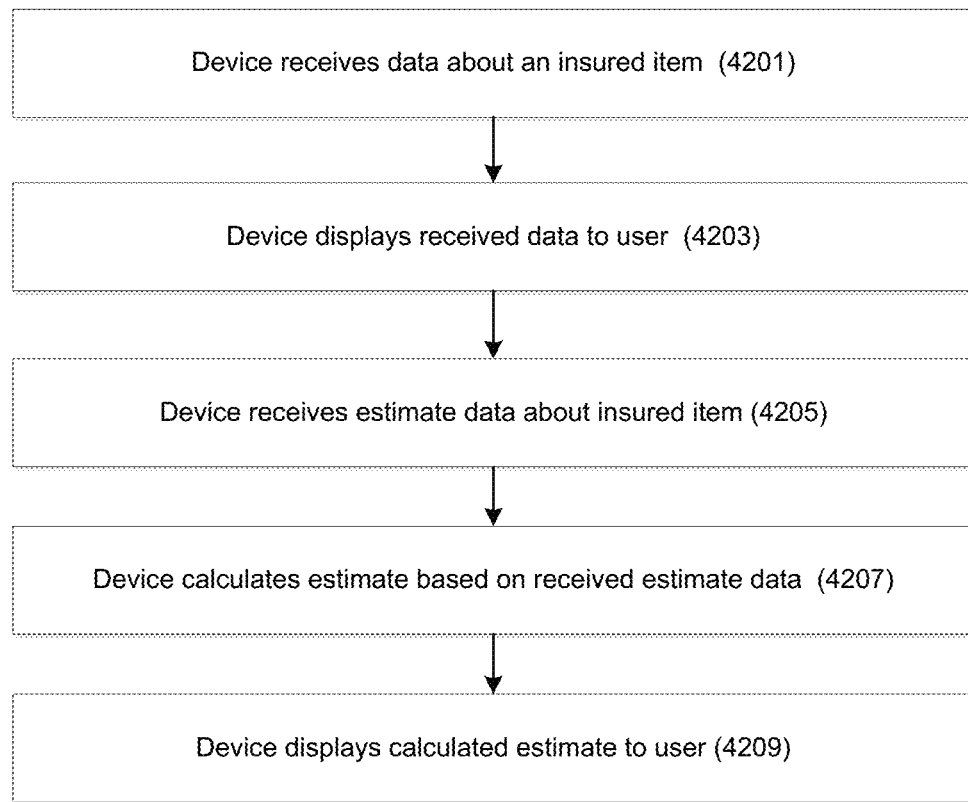 Device receives data about an insured item (4201)
Device displays received data to user (4203)
Device receives estimate data about insured item (4205)
Device calculates estimate based on received estimate data (4207)
Device displays calculated estimate to user (4209)